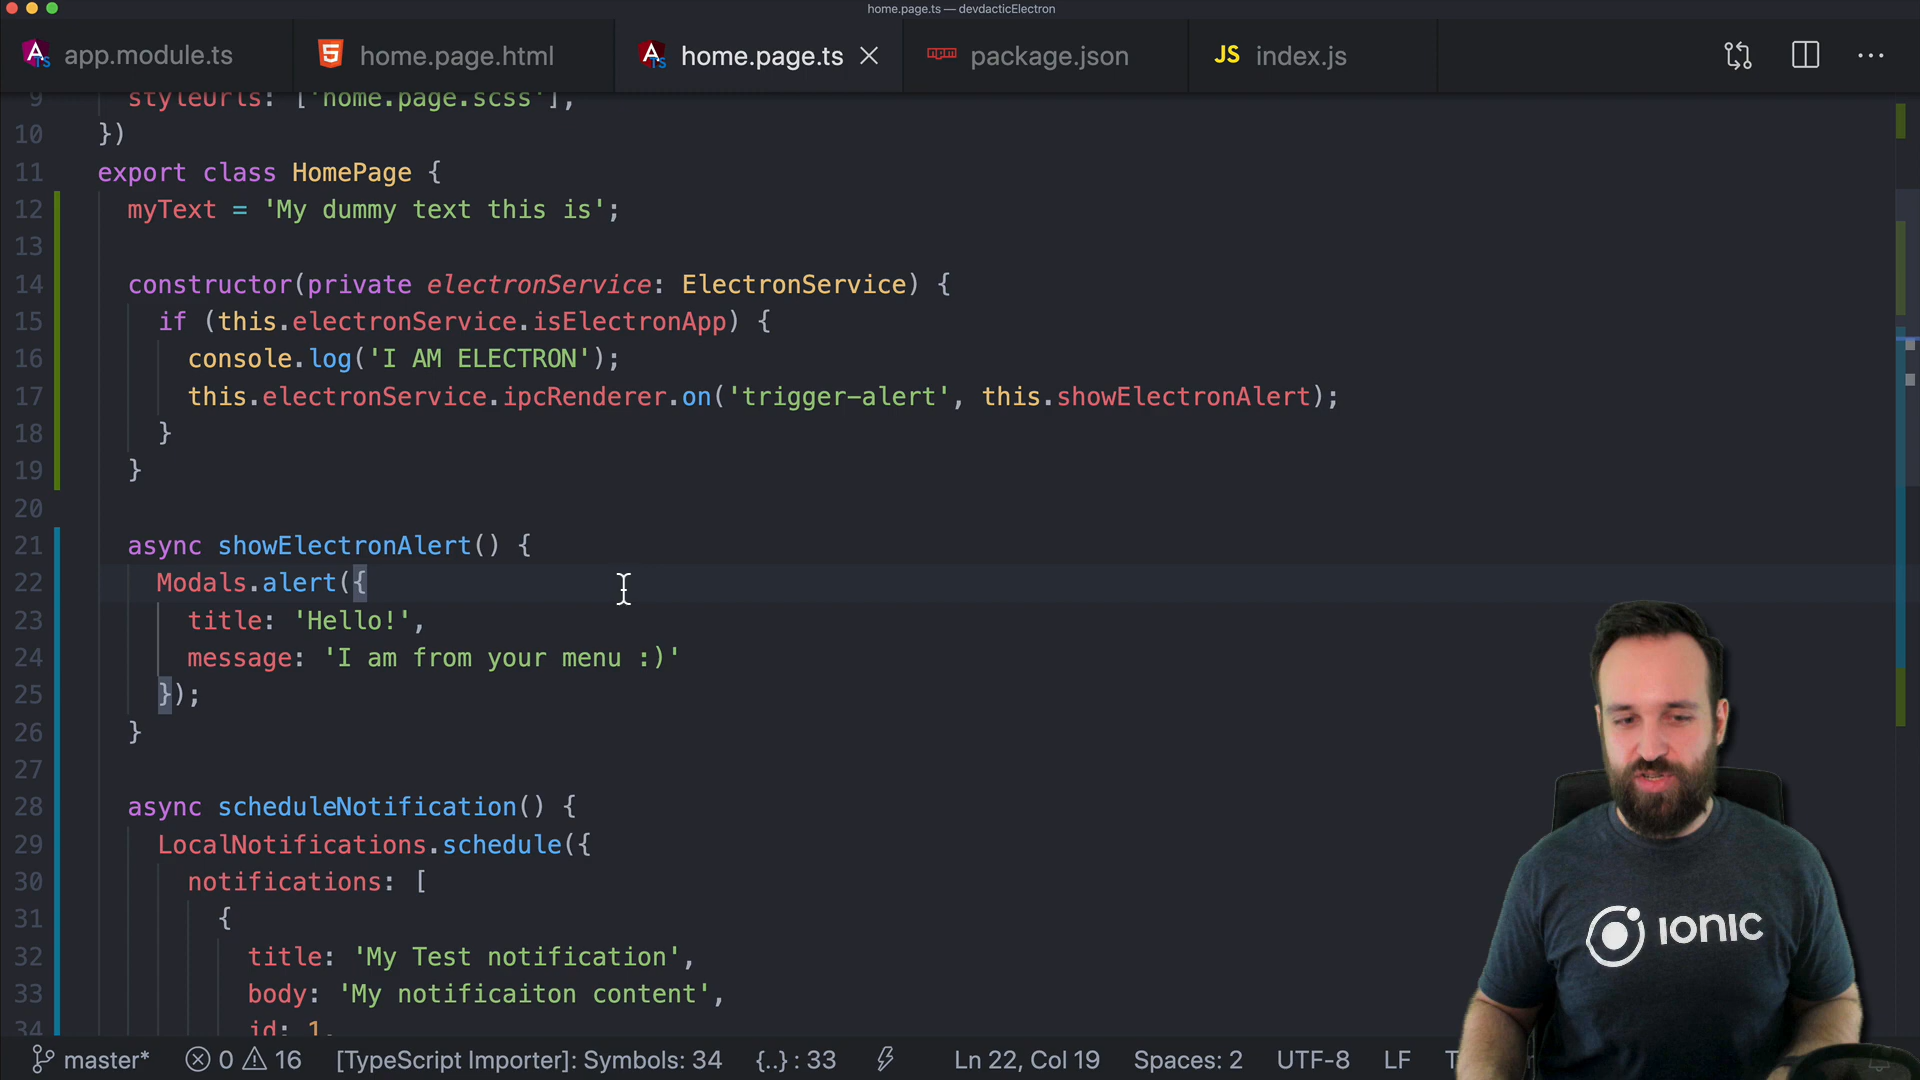 home.page.ts — devdacticElectron
app.module.ts
home.page.html
home.page.ts
package.json
JS index.js
9 styleUrls: ['home.page.scss'],
10 })
11 export class HomePage {
12 myText = 'My dummy text this is';
13
14 constructor(private electronService: ElectronService) {
15 if (this.electronService.isElectronApp) {
16 console.log('I AM ELECTRON');
17 this.electronService.ipcRenderer.on('trigger-alert', this.showElectronAlert);
18 }
19 }
20
21 async showElectronAlert() {
22 Modals.alert({
23 title: 'Hello!',
24 message: 'I am from your menu :)'
25 });
26 }
27
28 async scheduleNotification() {
29 LocalNotifications.schedule({
30 notifications: [
31 {
32 title: 'My Test notification',
33 body: 'My notificaiton content',
34 id: 1,
IONIC
master* 0 16 [TypeScript Importer]: Symbols: 34 {..} : 33 Ln 22, Col 19 Spaces: 2 UTF-8 LF